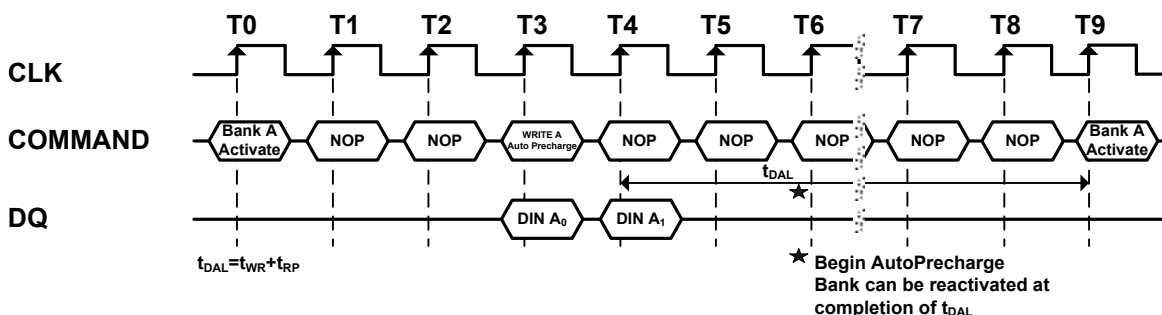 T0 T1 T2 T3 T4 T5 T6 T7 T8 T9
CLK
COMMAND
Bank A
Activate
NOP
NOP
WRITE A
Auto Precharge
NOP
NOP
NOP
NOP
NOP
Bank A
Activate
tDAL
DQ
DIN A0
DIN A1
tDAL=tWR+tRP
★ Begin AutoPrecharge
Bank can be reactivated at
completion of tDAL